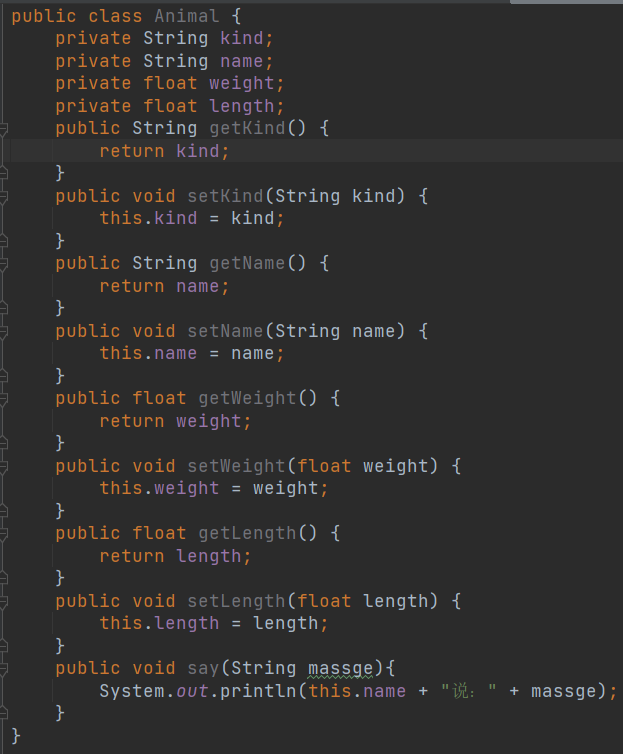 public class Animal {
    private String kind;
    private String name;
    private float weight;
    private float length;
    public String getKind() {
        return kind;
    }
    public void setKind(String kind) {
        this.kind = kind;
    }
    public String getName() {
        return name;
    }
    public void setName(String name) {
        this.name = name;
    }
    public float getWeight() {
        return weight;
    }
    public void setWeight(float weight) {
        this.weight = weight;
    }
    public float getLength() {
        return length;
    }
    public void setLength(float length) {
        this.length = length;
    }
    public void say(String massge){
        System.out.println(this.name + "说：" + massge);
    }
}